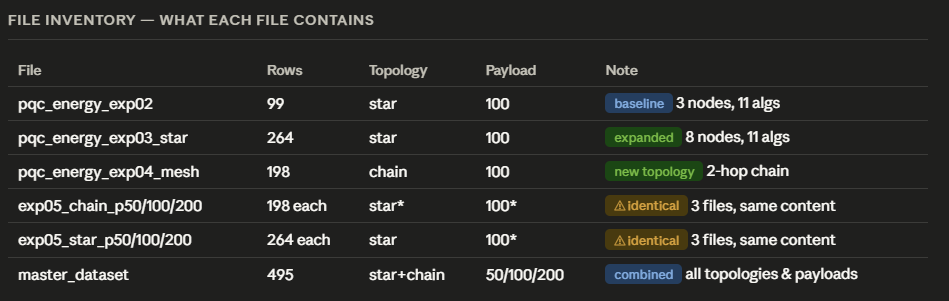 FILE INVENTORY — WHAT EACH FILE CONTAINS
File Rows Topology Payload Note
pqc_energy_exp02 99 star 100 baseline 3 nodes, 11 algs
pqc_energy_exp03_star 264 star 100 expanded 8 nodes, 11 algs
pqc_energy_exp04_mesh 198 chain 100 new topology 2-hop chain
exp05_chain_p50/100/200 198 each star* 100* ⚠ identical 3 files, same content
exp05_star_p50/100/200 264 each star 100* ⚠ identical 3 files, same content
master_dataset 495 star+chain 50/100/200 combined all topologies & payloads